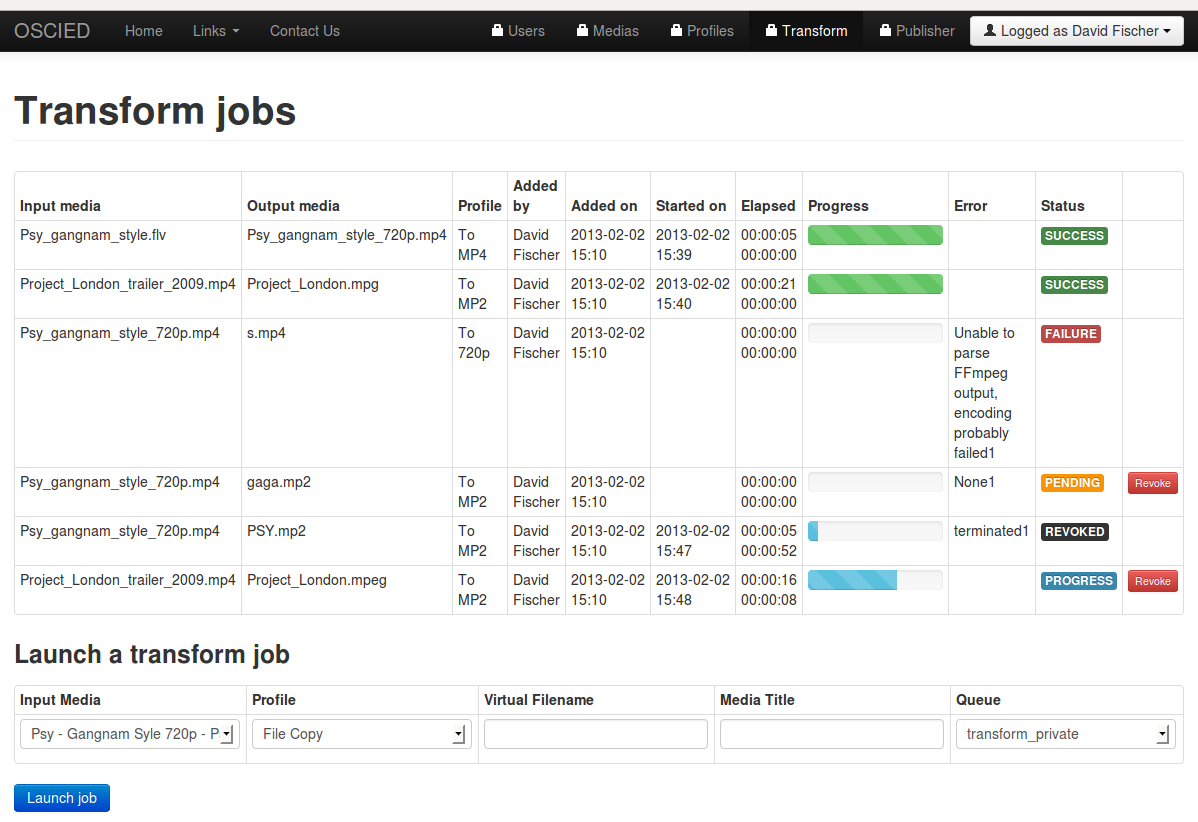 OSCIED Home Links Contact Us Users Medias Profiles Transform Publisher Logged as David Fischer
Transform jobs
Input media Output media Profile Added by Added on Started on Elapsed Progress Error Status
Psy_gangnam_style.flv Psy_gangnam_style_720p.mp4 To MP4 David Fischer 2013-02-02 15:10 2013-02-02 15:39 00:00:05 00:00:00 SUCCESS
Project_London_trailer_2009.mp4 Project_London.mpg To MP2 David Fischer 2013-02-02 15:10 2013-02-02 15:40 00:00:21 00:00:00 SUCCESS
Psy_gangnam_style_720p.mp4 s.mp4 To 720p David Fischer 2013-02-02 15:10 00:00:00 00:00:00 Unable to parse FFmpeg output, encoding probably failed1 FAILURE
Psy_gangnam_style_720p.mp4 gaga.mp2 To MP2 David Fischer 2013-02-02 15:10 00:00:00 00:00:00 None1 PENDING Revoke
Psy_gangnam_style_720p.mp4 PSY.mp2 To MP2 David Fischer 2013-02-02 15:10 2013-02-02 15:47 00:00:05 00:00:52 terminated1 REVOKED
Project_London_trailer_2009.mp4 Project_London.mpeg To MP2 David Fischer 2013-02-02 15:10 2013-02-02 15:48 00:00:16 00:00:08 PROGRESS Revoke
Launch a transform job
Input Media Profile Virtual Filename Media Title Queue
Psy - Gangnam Syle 720p - P File Copy transform_private
Launch job